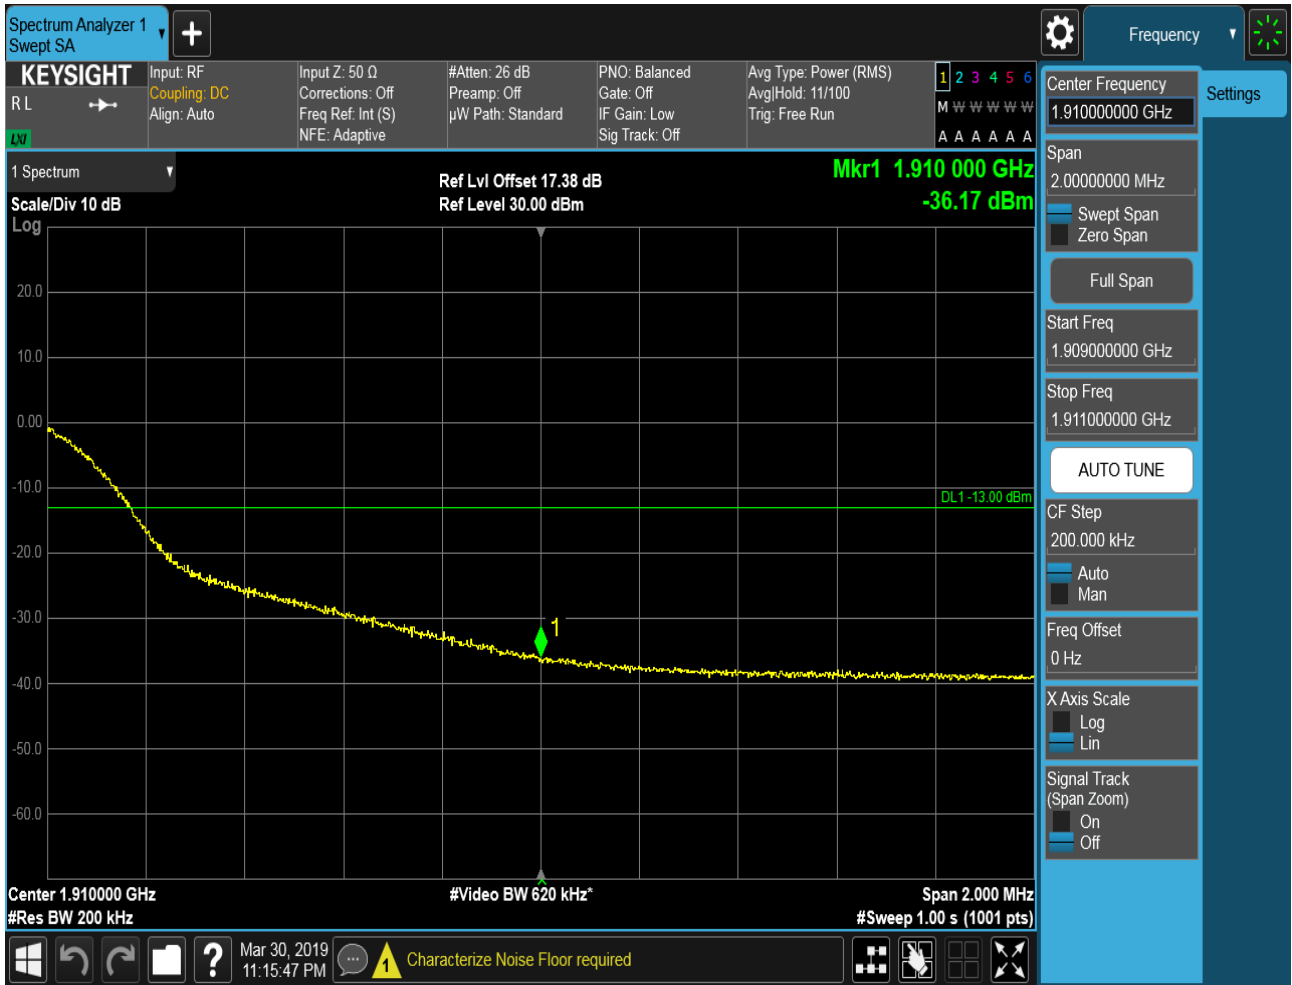 Spectrum Analyzer 1
Swept SA
Frequency
KEYSIGHT
R L
LXI
Input: RF
Coupling: DC
Align: Auto
Input Z: 50 Ω
Corrections: Off
Freq Ref: Int (S)
NFE: Adaptive
#Atten: 26 dB
Preamp: Off
µW Path: Standard
PNO: Balanced
Gate: Off
IF Gain: Low
Sig Track: Off
Avg Type: Power (RMS)
Avg|Hold: 11/100
Trig: Free Run
1 2 3 4 5 6
M W W W W W
A A A A A A
1 Spectrum
Scale/Div 10 dB
Log
Ref Lvl Offset 17.38 dB
Ref Level 30.00 dBm
Mkr1 1.910 000 GHz
-36.17 dBm
20.0
10.0
0.00
-10.0
-20.0
-30.0
-40.0
-50.0
-60.0
DL1 -13.00 dBm
1
Center 1.910000 GHz
#Res BW 200 kHz
#Video BW 620 kHz*
Span 2.000 MHz
#Sweep 1.00 s (1001 pts)
Center Frequency
1.910000000 GHz
Settings
Span
2.00000000 MHz
Swept Span
Zero Span
Full Span
Start Freq
1.909000000 GHz
Stop Freq
1.911000000 GHz
AUTO TUNE
CF Step
200.000 kHz
Auto
Man
Freq Offset
0 Hz
X Axis Scale
Log
Lin
Signal Track
(Span Zoom)
On
Off
?
Mar 30, 2019
11:15:47 PM
1
Characterize Noise Floor required